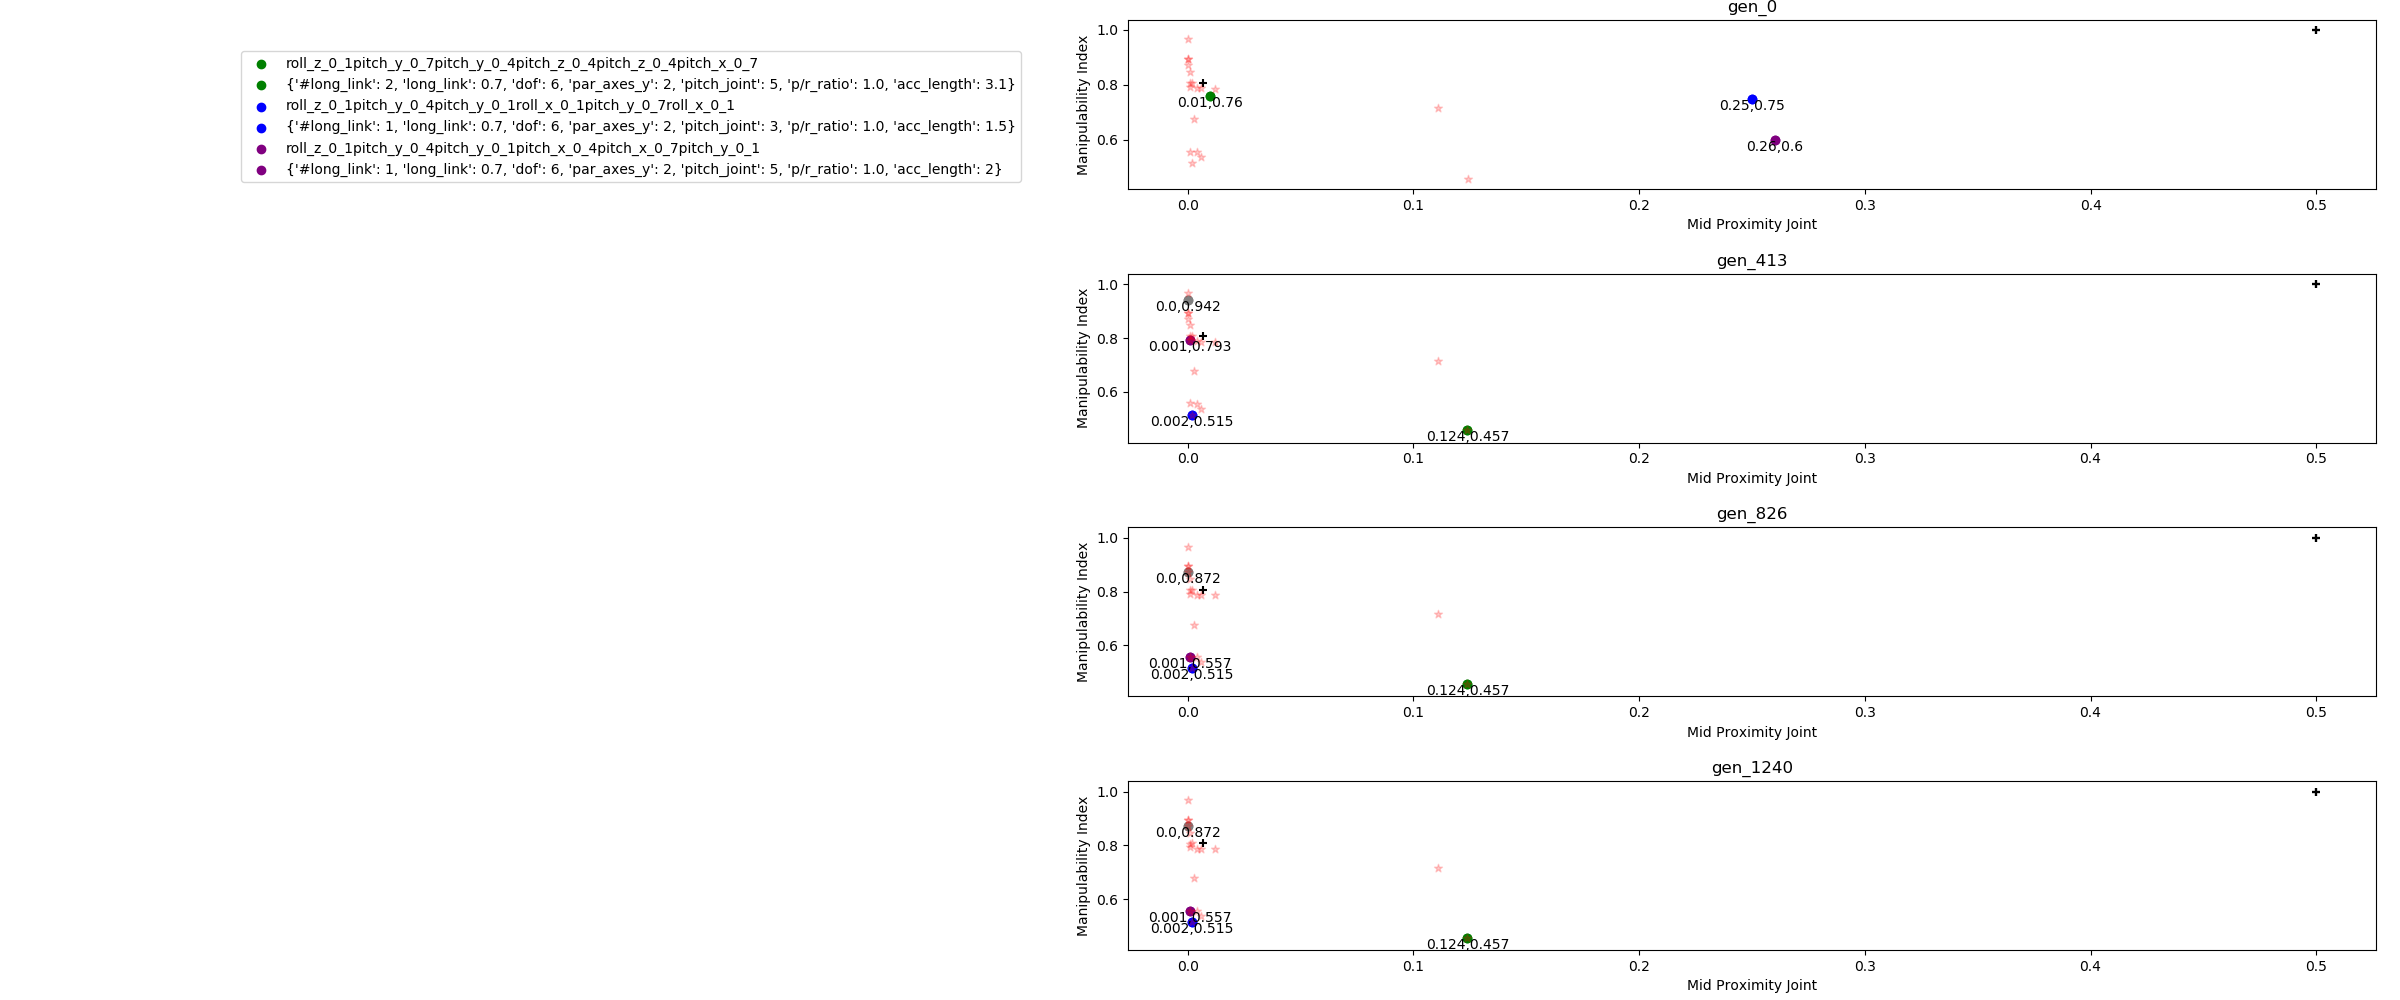 roll_z_0_1pitch_y_0_7pitch_y_0_4pitch_z_0_4pitch_z_0_4pitch_x_0_7
{'#long_link': 2, 'long_link': 0.7, 'dof': 6, 'par_axes_y': 2, 'pitch_joint': 5, 'p/r_ratio': 1.0, 'acc_length': 3.1}
roll_z_0_1pitch_y_0_4pitch_y_0_1roll_x_0_1pitch_y_0_7roll_x_0_1
{'#long_link': 1, 'long_link': 0.7, 'dof': 6, 'par_axes_y': 2, 'pitch_joint': 3, 'p/r_ratio': 1.0, 'acc_length': 1.5}
roll_z_0_1pitch_y_0_4pitch_y_0_1pitch_x_0_4pitch_x_0_7pitch_y_0_1
{'#long_link': 1, 'long_link': 0.7, 'dof': 6, 'par_axes_y': 2, 'pitch_joint': 5, 'p/r_ratio': 1.0, 'acc_length': 2}
gen_0
Manipulability Index
1.0
0.8
0.6
0.01,0.76
0.25,0.75
0.26,0.6
0.0 0.1 0.2 0.3 0.4 0.5
Mid Proximity Joint
gen_413
Manipulability Index
1.0
0.8
0.6
0.0,0.942
0.001,0.793
0.002,0.515
0.124,0.457
0.0 0.1 0.2 0.3 0.4 0.5
Mid Proximity Joint
gen_826
Manipulability Index
1.0
0.8
0.6
0.0,0.872
0.001,0.557
0.002,0.515
0.124,0.457
0.0 0.1 0.2 0.3 0.4 0.5
Mid Proximity Joint
gen_1240
Manipulability Index
1.0
0.8
0.6
0.0,0.872
0.001,0.557
0.002,0.515
0.124,0.457
0.0 0.1 0.2 0.3 0.4 0.5
Mid Proximity Joint